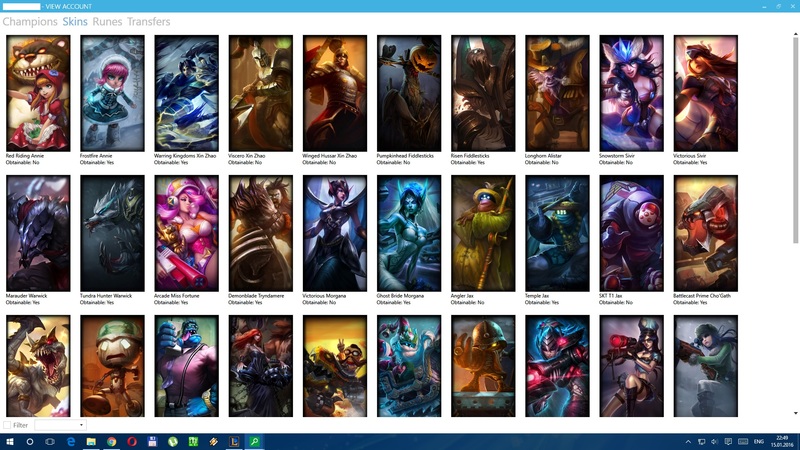 - VIEW ACCOUNT
Champions Skins Runes Transfers
Red Riding Annie
Obtainable: No
Frostfire Annie
Obtainable: Yes
Warring Kingdoms Xin Zhao
Obtainable: Yes
Viscero Xin Zhao
Obtainable: No
Winged Hussar Xin Zhao
Obtainable: No
Pumpkinhead Fiddlesticks
Obtainable: No
Risen Fiddlesticks
Obtainable: Yes
Longhorn Alistar
Obtainable: No
Snowstorm Sivir
Obtainable: No
Victorious Sivir
Obtainable: Yes
Marauder Warwick
Obtainable: Yes
Tundra Hunter Warwick
Obtainable: Yes
Arcade Miss Fortune
Obtainable: Yes
Demonblade Tryndamere
Obtainable: Yes
Victorious Morgana
Obtainable: No
Ghost Bride Morgana
Obtainable: Yes
Angler Jax
Obtainable: No
Temple Jax
Obtainable: Yes
SKT T1 Jax
Obtainable: No
Battlecast Prime Cho'Gath
Obtainable: Yes
Filter
ENG
22:49
15.01.2016